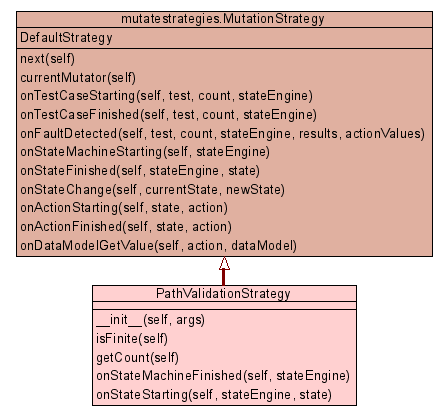 mutatestrategies.MutationStrategy
DefaultStrategy
next(self)
currentMutator(self)
onTestCaseStarting(self, test, count, stateEngine)
onTestCaseFinished(self, test, count, stateEngine)
onFaultDetected(self, test, count, stateEngine, results, actionValues)
onStateMachineStarting(self, stateEngine)
onStateFinished(self, stateEngine, state)
onStateChange(self, currentState, newState)
onActionStarting(self, state, action)
onActionFinished(self, state, action)
onDataModelGetValue(self, action, dataModel)
PathValidationStrategy
__init__(self, args)
isFinite(self)
getCount(self)
onStateMachineFinished(self, stateEngine)
onStateStarting(self, stateEngine, state)